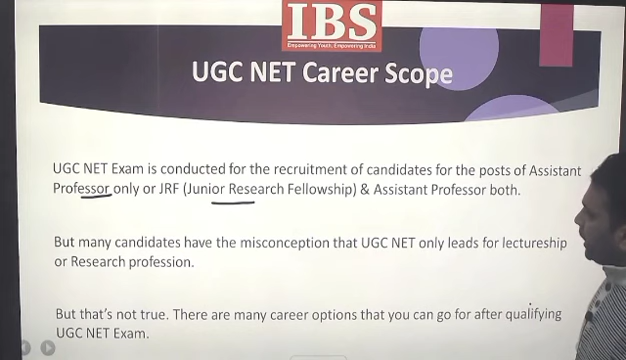 IBS
Empowering Youth, Empowering India
UGC NET Career Scope
UGC NET Exam is conducted for the recruitment of candidates for the posts of Assistant
Professor only or JRF (Junior Research Fellowship) & Assistant Professor both.
But many candidates have the misconception that UGC NET only leads for lectureship
or Research profession.
But that's not true. There are many career options that you can go for after qualifying
UGC NET Exam.